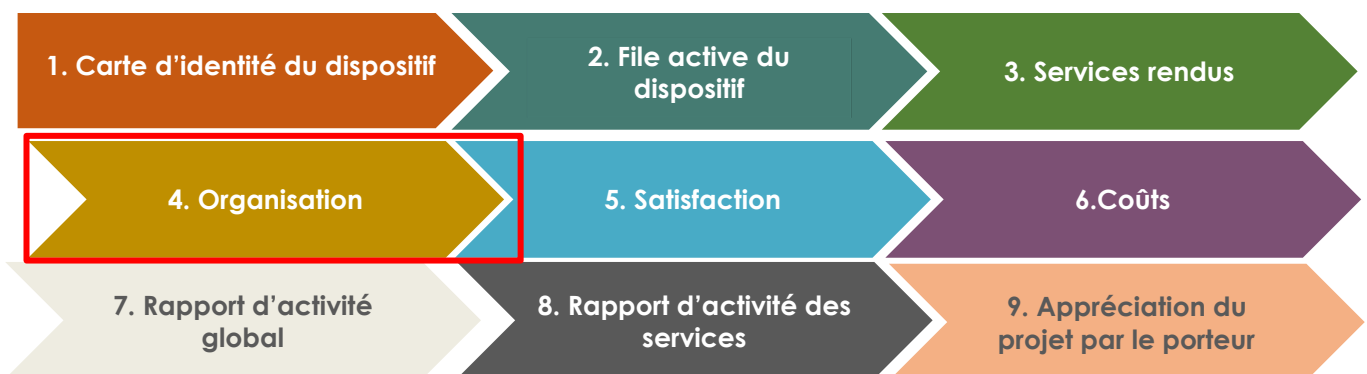 1. Carte d’identité du dispositif
2. File active du
dispositif
3. Services rendus
4. Organisation
5. Satisfaction
6.Coûts
7. Rapport d’activité
global
8. Rapport d’activité des
services
9. Appréciation du
projet par le porteur